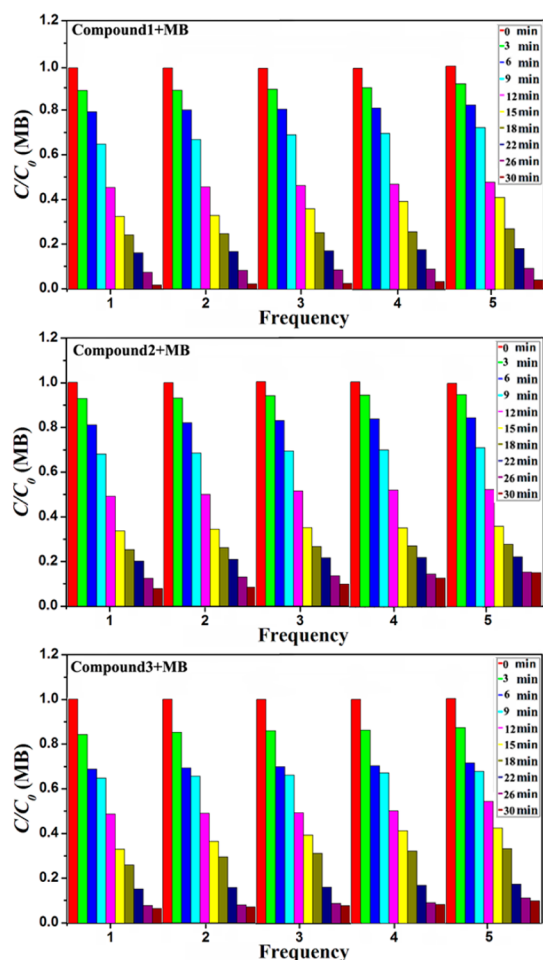 Compound1+MB
1.2
1.0
0.8
0.6
0.4
0.2
0.0
C/C0 (MB)
0 min
3 min
6 min
9 min
12 min
15 min
18 min
22 min
26 min
30 min
1 2 3 4 5
Frequency
Compound2+MB
1.2
1.0
0.8
0.6
0.4
0.2
0.0
C/C0 (MB)
0 min
3 min
6 min
9 min
12 min
15 min
18 min
22 min
26 min
30 min
1 2 3 4 5
Frequency
Compound3+MB
1.2
1.0
0.8
0.6
0.4
0.2
0.0
C/C0 (MB)
0 min
3 min
6 min
9 min
12 min
15 min
18 min
22 min
26 min
30 min
1 2 3 4 5
Frequency